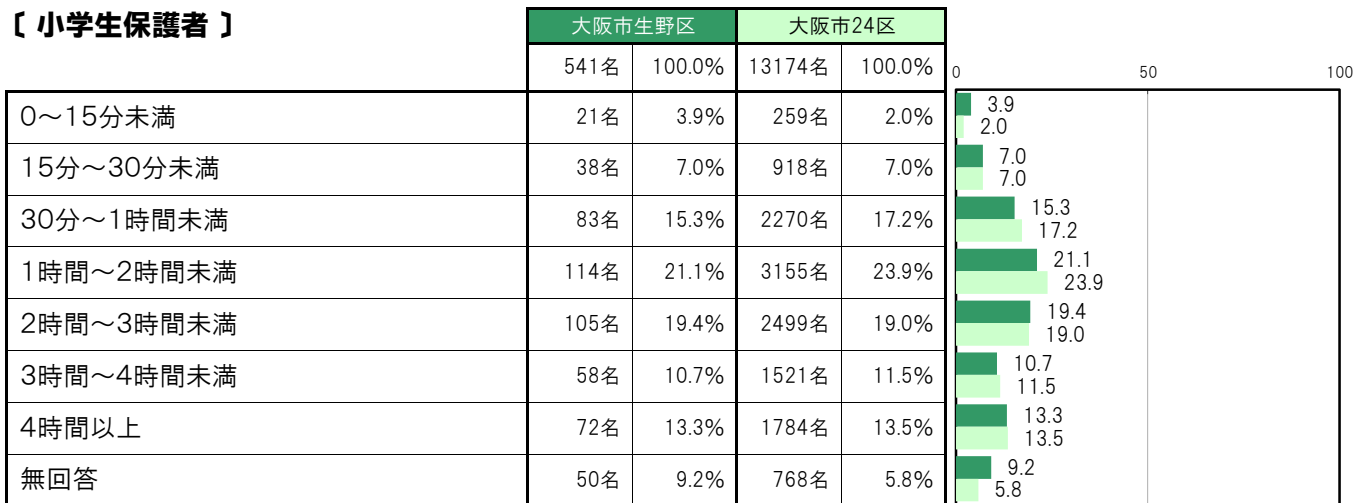 〔 小学生保護者 〕
大阪市生野区 大阪市24区
541名 100.0% 13174名 100.0%
0 50 100
0～15分未満 21名 3.9% 259名 2.0%
3.9
2.0
15分～30分未満 38名 7.0% 918名 7.0%
7.0
7.0
30分～1時間未満 83名 15.3% 2270名 17.2%
15.3
17.2
1時間～2時間未満 114名 21.1% 3155名 23.9%
21.1
23.9
2時間～3時間未満 105名 19.4% 2499名 19.0%
19.4
19.0
3時間～4時間未満 58名 10.7% 1521名 11.5%
10.7
11.5
4時間以上 72名 13.3% 1784名 13.5%
13.3
13.5
無回答 50名 9.2% 768名 5.8%
9.2
5.8